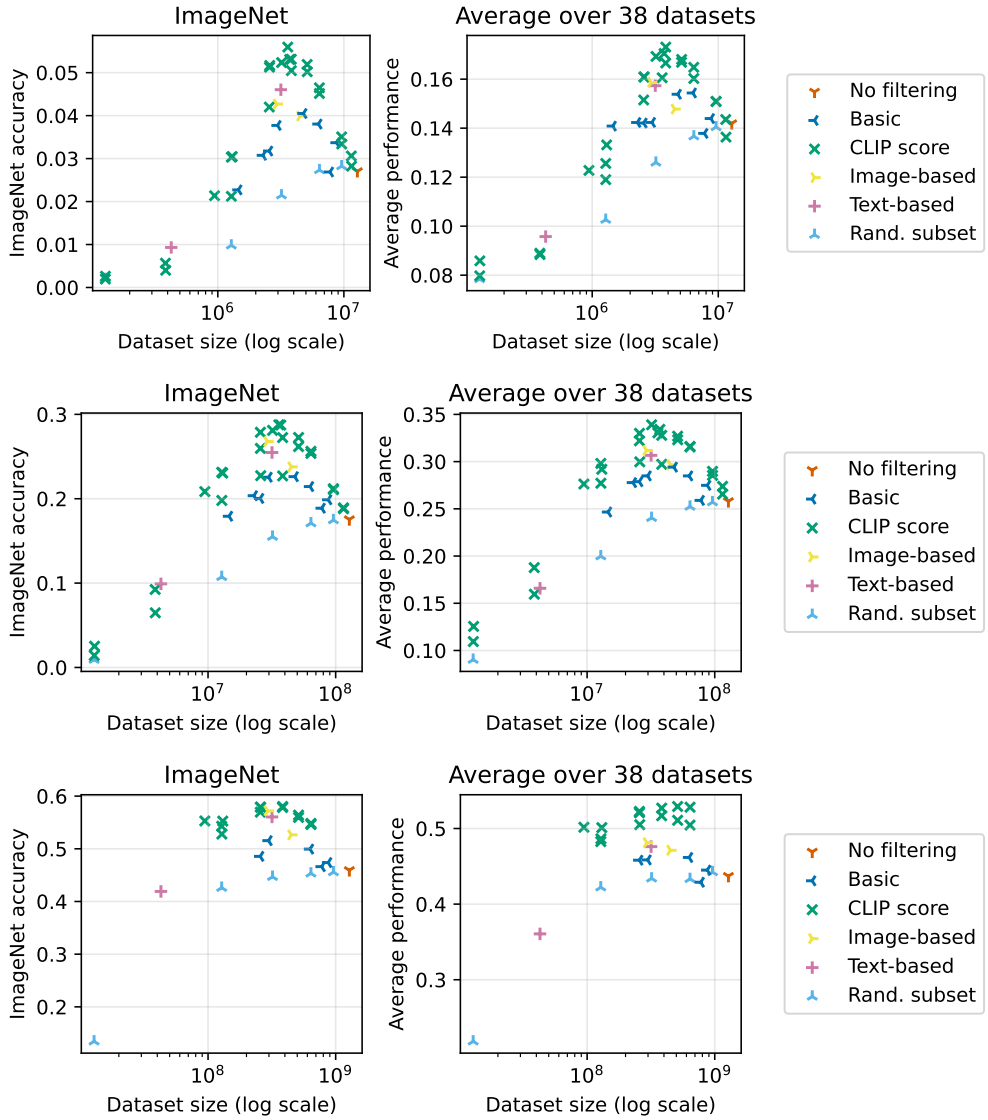 ImageNet
Average over 38 datasets
ImageNet accuracy
0.05
0.04
0.03
0.02
0.01
0.00
10^6
10^7
Dataset size (log scale)
Average performance
0.16
0.14
0.12
0.10
0.08
10^6
10^7
Dataset size (log scale)
No filtering
Basic
CLIP score
Image-based
Text-based
Rand. subset
ImageNet
Average over 38 datasets
ImageNet accuracy
0.3
0.2
0.1
0.0
10^7
10^8
Dataset size (log scale)
Average performance
0.35
0.30
0.25
0.20
0.15
0.10
10^7
10^8
Dataset size (log scale)
No filtering
Basic
CLIP score
Image-based
Text-based
Rand. subset
ImageNet
Average over 38 datasets
ImageNet accuracy
0.6
0.5
0.4
0.3
0.2
10^8
10^9
Dataset size (log scale)
Average performance
0.5
0.4
0.3
10^8
10^9
Dataset size (log scale)
No filtering
Basic
CLIP score
Image-based
Text-based
Rand. subset